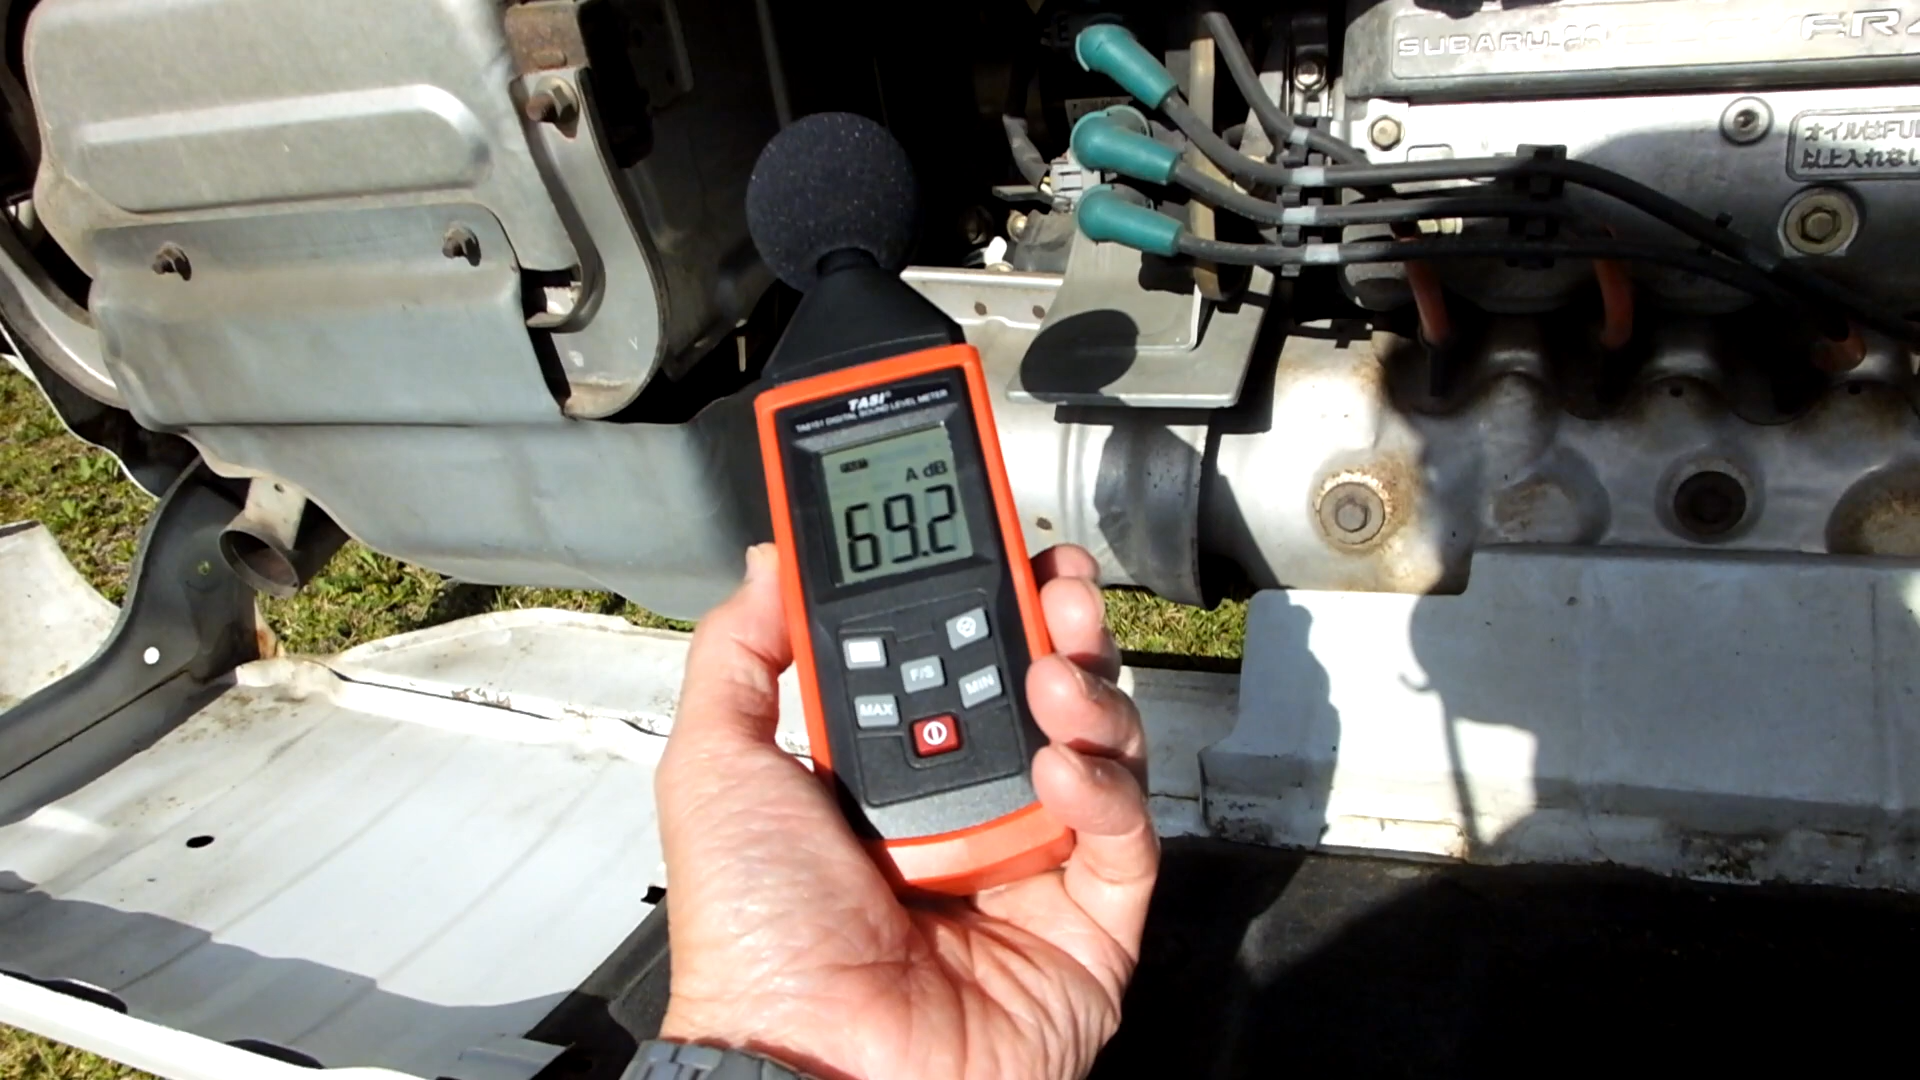 SUBARU
オイルはFU
以上入れな
TASI
TA8151 DIGITAL SOUND LEVEL METER
A dB
69.2
F/S
MAX
MIN